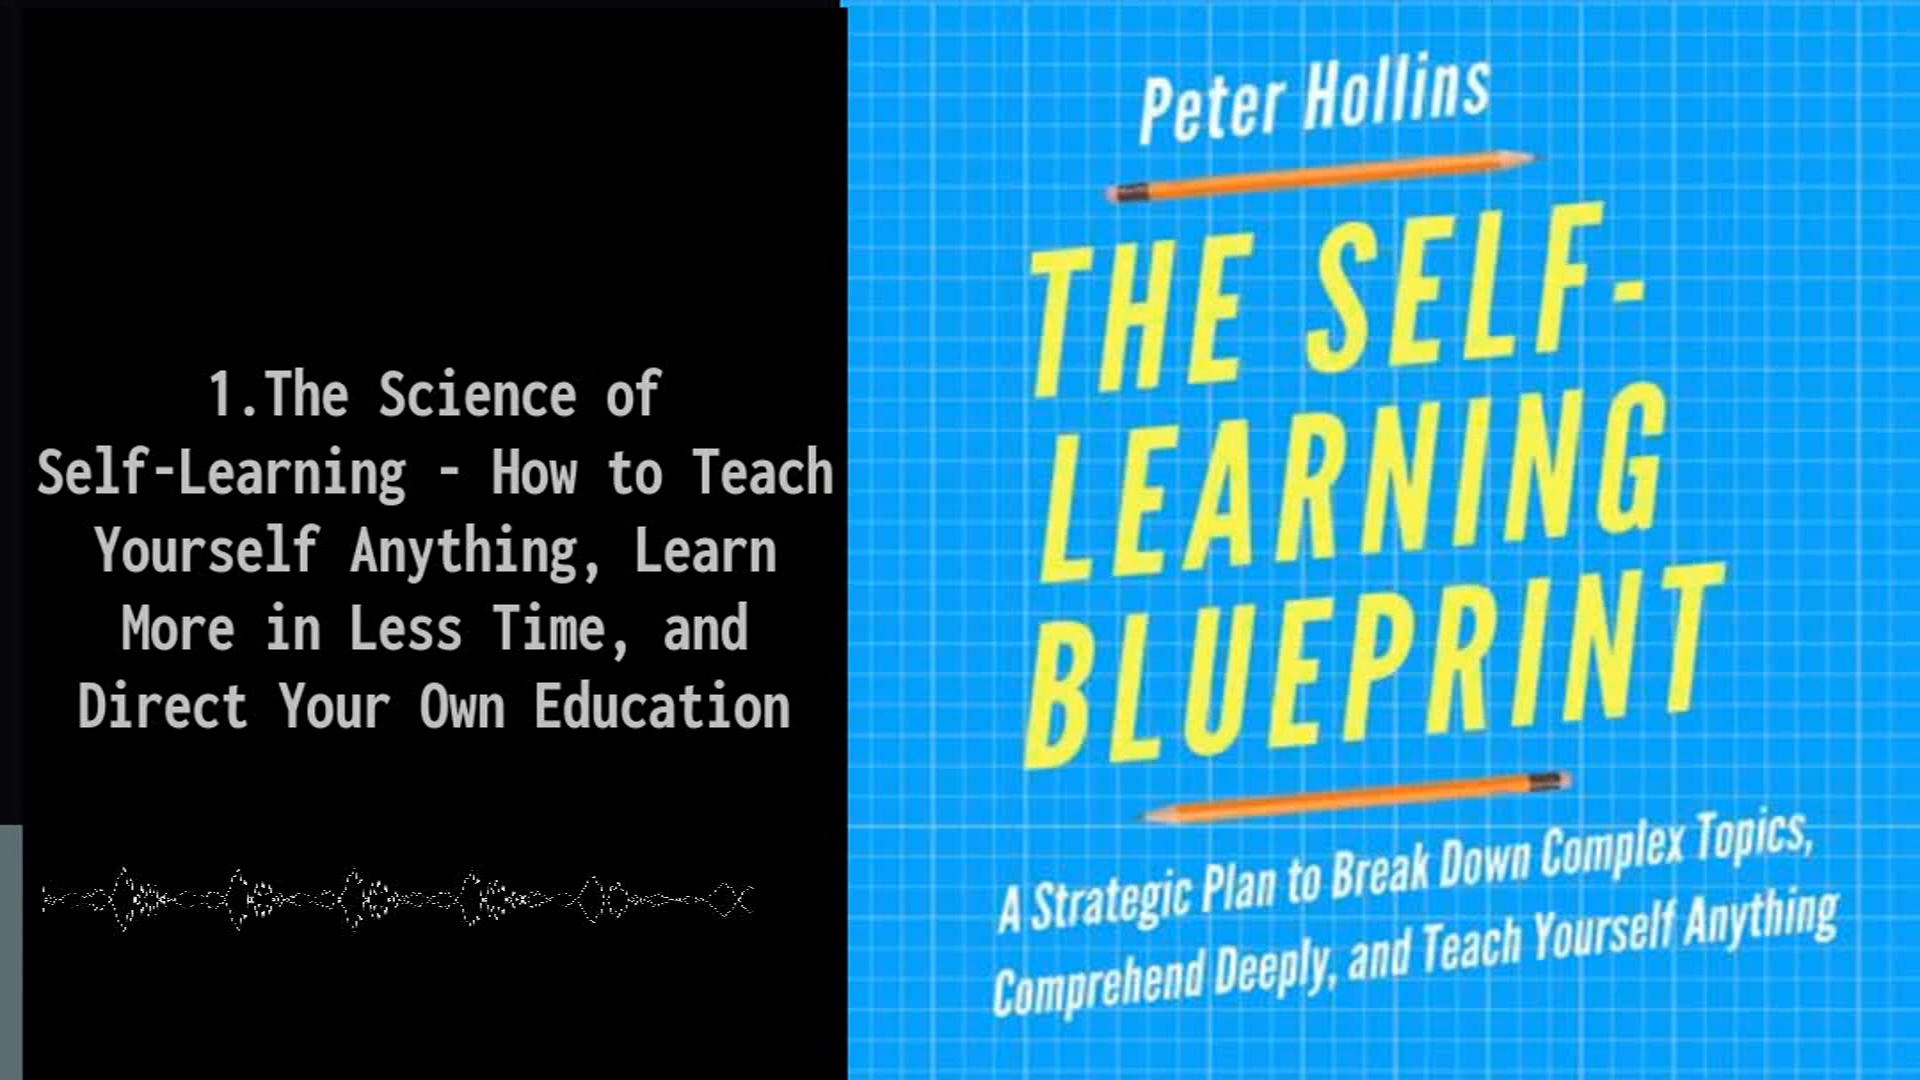 1.The Science of
Self-Learning - How to Teach
Yourself Anything, Learn
More in Less Time, and
Direct Your Own Education
Peter Hollins
THE SELF-
LEARNING
BLUEPRINT
A Strategic Plan to Break Down Complex Topics,
Comprehend Deeply, and Teach Yourself Anything